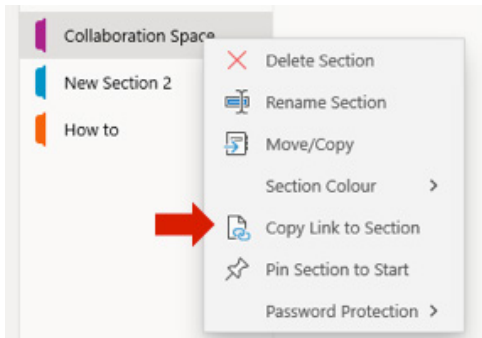 Collaboration Space
Delete Section
New Section 2
Rename Section
How to
Move/Copy
Section Colour
Copy Link to Section
Pin Section to Start
Password Protection